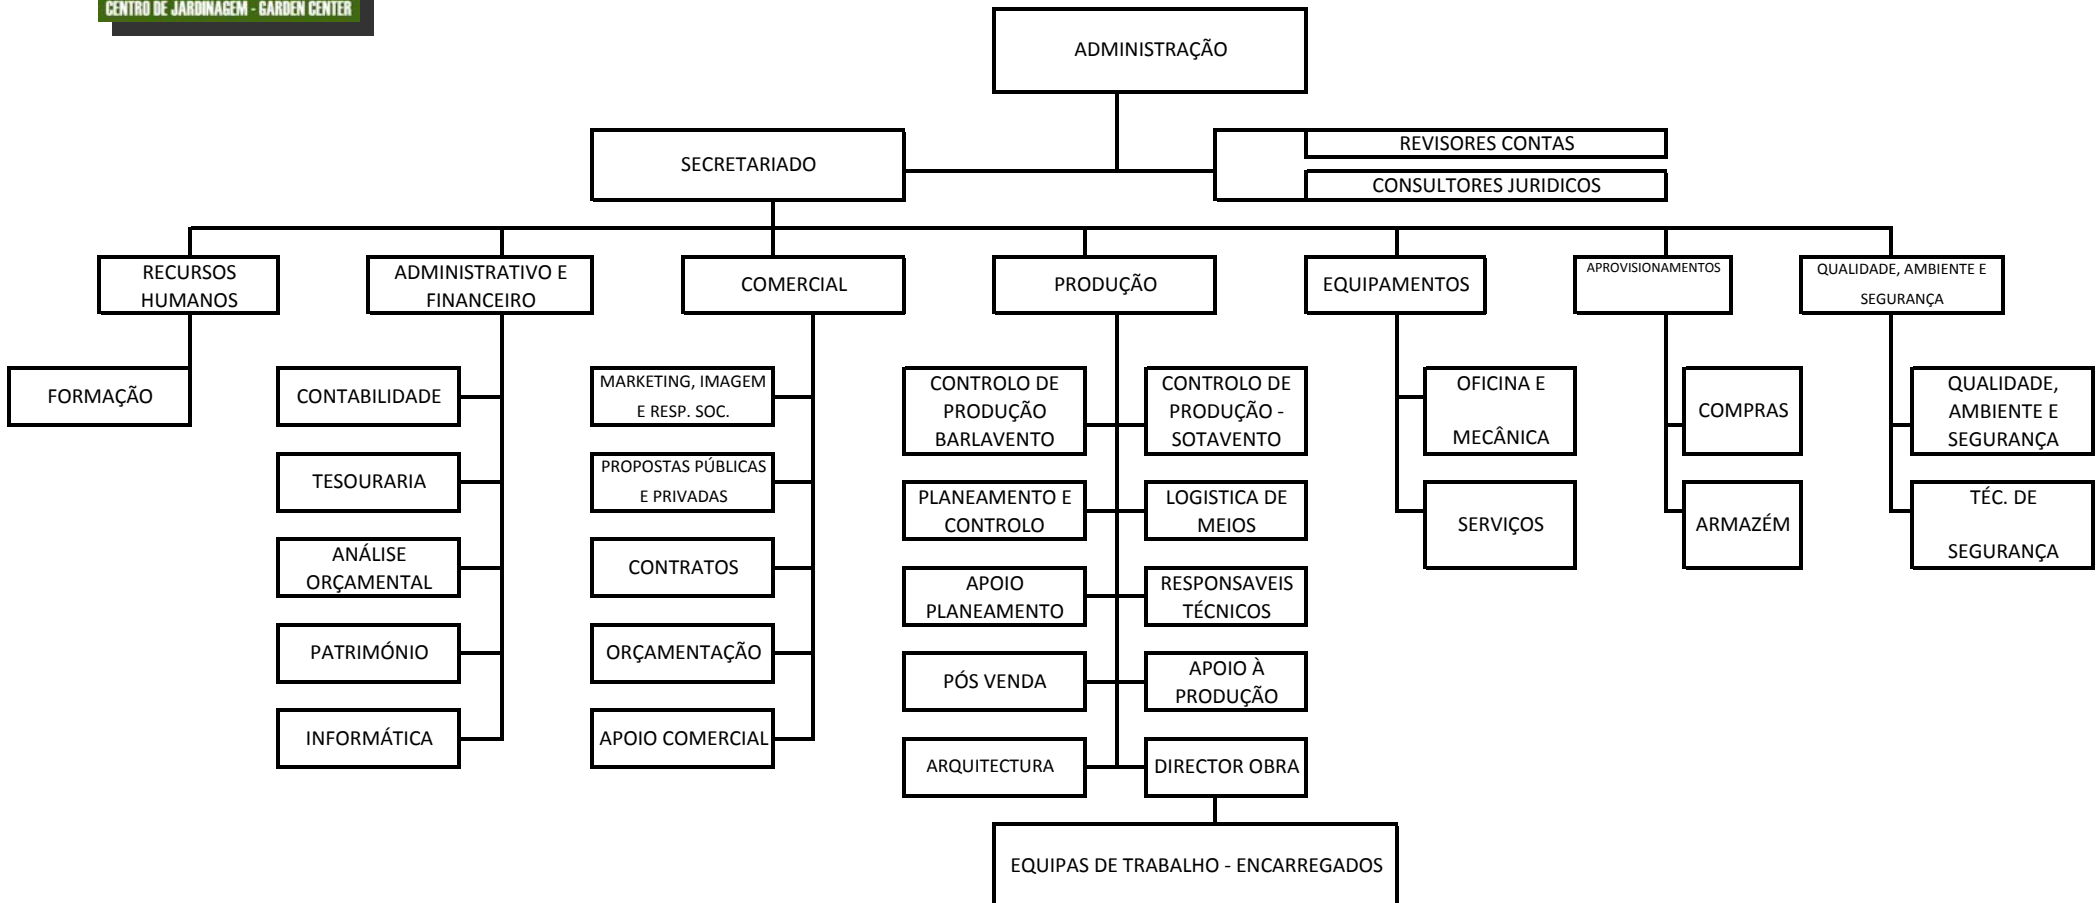 CENTRO DE JARDINAGEM - GARDEN CENTER
ADMINISTRAÇÃO
SECRETARIADO
REVISORES CONTAS
CONSULTORES JURIDICOS
RECURSOS
HUMANOS
ADMINISTRATIVO E
FINANCEIRO
COMERCIAL
PRODUÇÃO
EQUIPAMENTOS
APROVISIONAMENTOS
QUALIDADE, AMBIENTE E
SEGURANÇA
FORMAÇÃO
CONTABILIDADE
TESOURARIA
ANÁLISE
ORÇAMENTAL
PATRIMÓNIO
INFORMÁTICA
MARKETING, IMAGEM
E RESP. SOC.
PROPOSTAS PÚBLICAS
E PRIVADAS
CONTRATOS
ORÇAMENTAÇÃO
APOIO COMERCIAL
CONTROLO DE
PRODUÇÃO
BARLAVENTO
CONTROLO DE
PRODUÇÃO -
SOTAVENTO
PLANEAMENTO E
CONTROLO
LOGISTICA DE
MEIOS
APOIO
PLANEAMENTO
RESPONSAVEIS
TÉCNICOS
PÓS VENDA
APOIO À
PRODUÇÃO
ARQUITECTURA
DIRECTOR OBRA
EQUIPAS DE TRABALHO - ENCARREGADOS
OFICINA E
MECÂNICA
SERVIÇOS
COMPRAS
ARMAZÉM
QUALIDADE,
AMBIENTE E
SEGURANÇA
TÉC. DE
SEGURANÇA